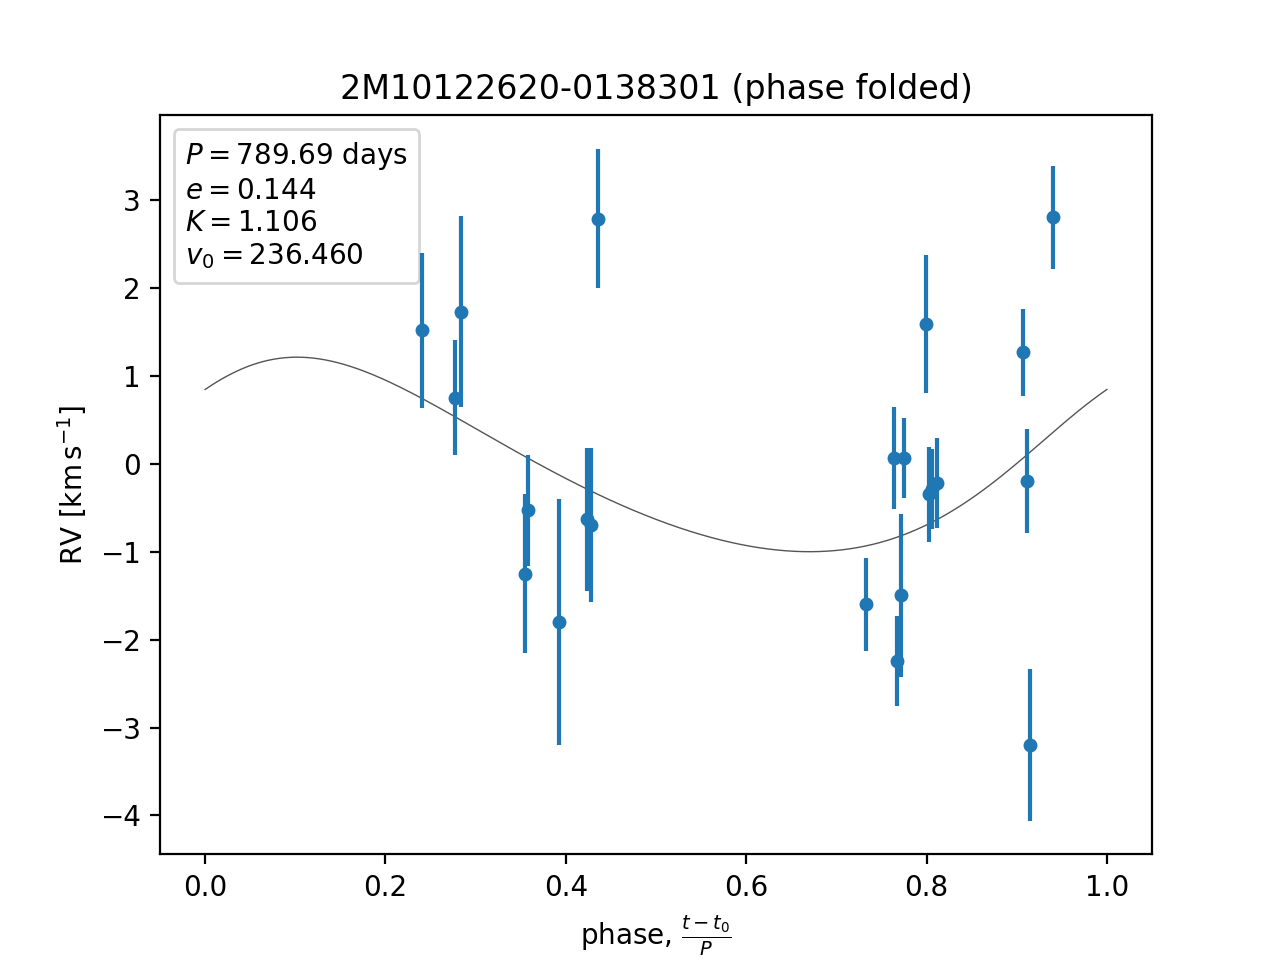 2M10122620-0138301 (phase folded)
P = 789.69 days
e = 0.144
K = 1.106
v₀ = 236.460
3
2
1
0
−1
−2
−3
−4
RV [km s⁻¹]
0.0 0.2 0.4 0.6 0.8 1.0
phase, (t − t₀)/P